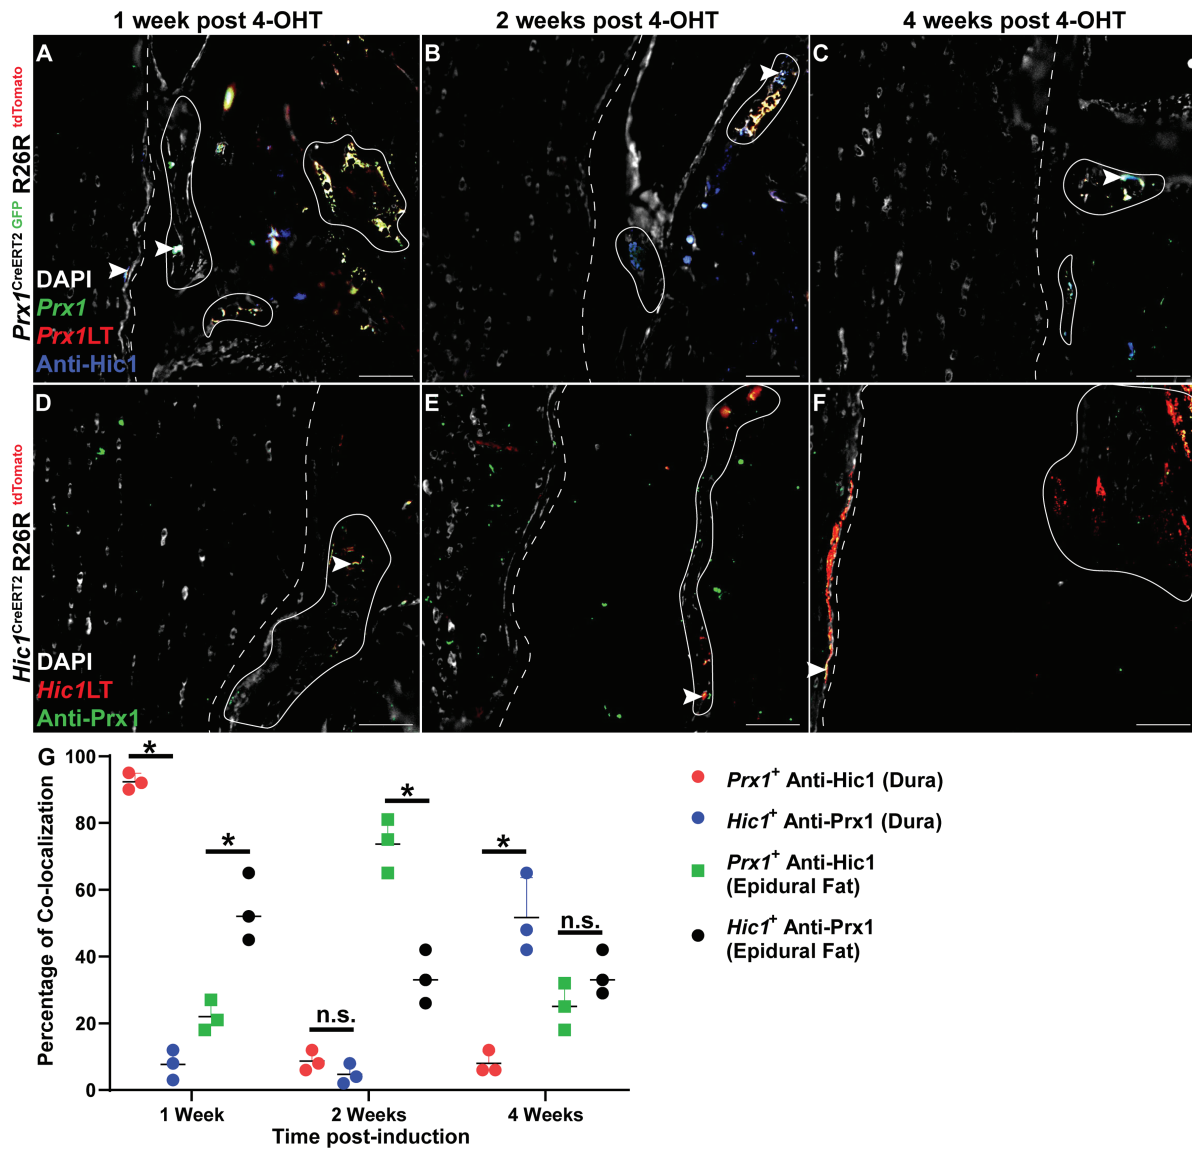 1 week post 4-OHT
2 weeks post 4-OHT
4 weeks post 4-OHT
Prx1CreERT2 GFP R26R tdTomato
A
B
C
DAPI
Prx1
Prx1LT
Anti-Hic1
Hic1CreERT2 R26R tdTomato
D
E
F
DAPI
Hic1LT
Anti-Prx1
G
Percentage of Co-localization
100
80
60
40
20
0
*
*
n.s.
*
*
n.s.
1 Week
2 Weeks
4 Weeks
Time post-induction
Prx1+ Anti-Hic1 (Dura)
Hic1+ Anti-Prx1 (Dura)
Prx1+ Anti-Hic1
(Epidural Fat)
Hic1+ Anti-Prx1
(Epidural Fat)